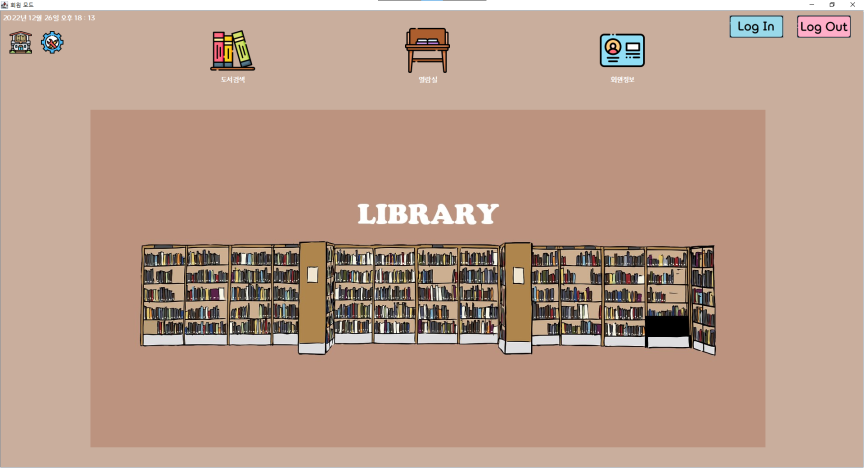 회원 모드
2022년 12월 26일 오후 18 : 13
Log In
Log Out
도서검색
열람실
회원정보
LIBRARY